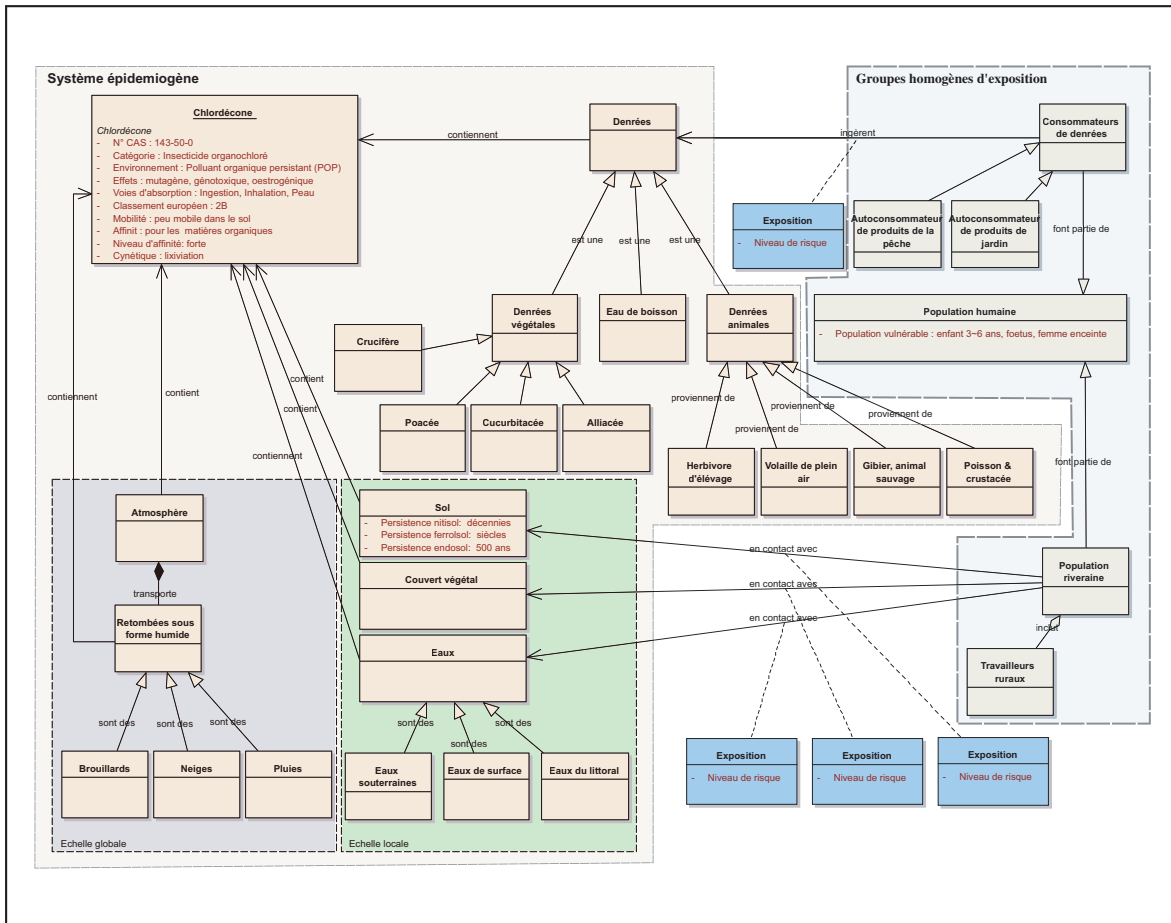 Système épidemiogène
Groupes homogènes d'exposition
Chlordécone
Chlordécone
- N° CAS : 143-50-0
- Catégorie : Insecticide organochloré
- Environnement : Polluant organique persistant (POP)
- Effets : mutagène, génotoxique, oestrogénique
- Voies d'absorption : Ingestion, Inhalation, Peau
- Classement européen : 2B
- Mobilité : peu mobile dans le sol
- Affinit : pour les matières organiques
- Niveau d'affinité: forte
- Cynétique : lixiviation
contiennent
Denrées
ingèrent
Consommateurs
de denrées
Exposition
- Niveau de risque
Autoconsommateur
de produits de la
pêche
Autoconsommateur
de produits de
jardin
font partie de
est une
est une
est une
Population humaine
- Population vulnérable : enfant 3~6 ans, foetus, femme enceinte
Crucifère
Denrées
végétales
Eau de boisson
Denrées
animales
contiennent
contient
contient
contient
contiennent
Poacée
Cucurbitacée
Alliacée
proviennent de
proviennent de
proviennent de
proviennent de
Herbivore
d'élévage
Volaille de plein
air
Gibier, animal
sauvage
Poisson &
crustacée
font partie de
Atmosphère
transporte
Retombées sous
forme humide
sont des
sont des
sont des
Brouillards
Neiges
Pluies
Echelle globale
Sol
- Persistence nitisol: décennies
- Persistence ferrolsol: siècles
- Persistence endosol: 500 ans
Couvert végétal
Eaux
sont des
sont des
sont des
Eaux
souterraines
Eaux de surface
Eaux du littoral
Echelle locale
en contact avec
en contact avec
en contact avec
Population
riveraine
inclut
Travailleurs
ruraux
Exposition
- Niveau de risque
Exposition
- Niveau de risque
Exposition
- Niveau de risque